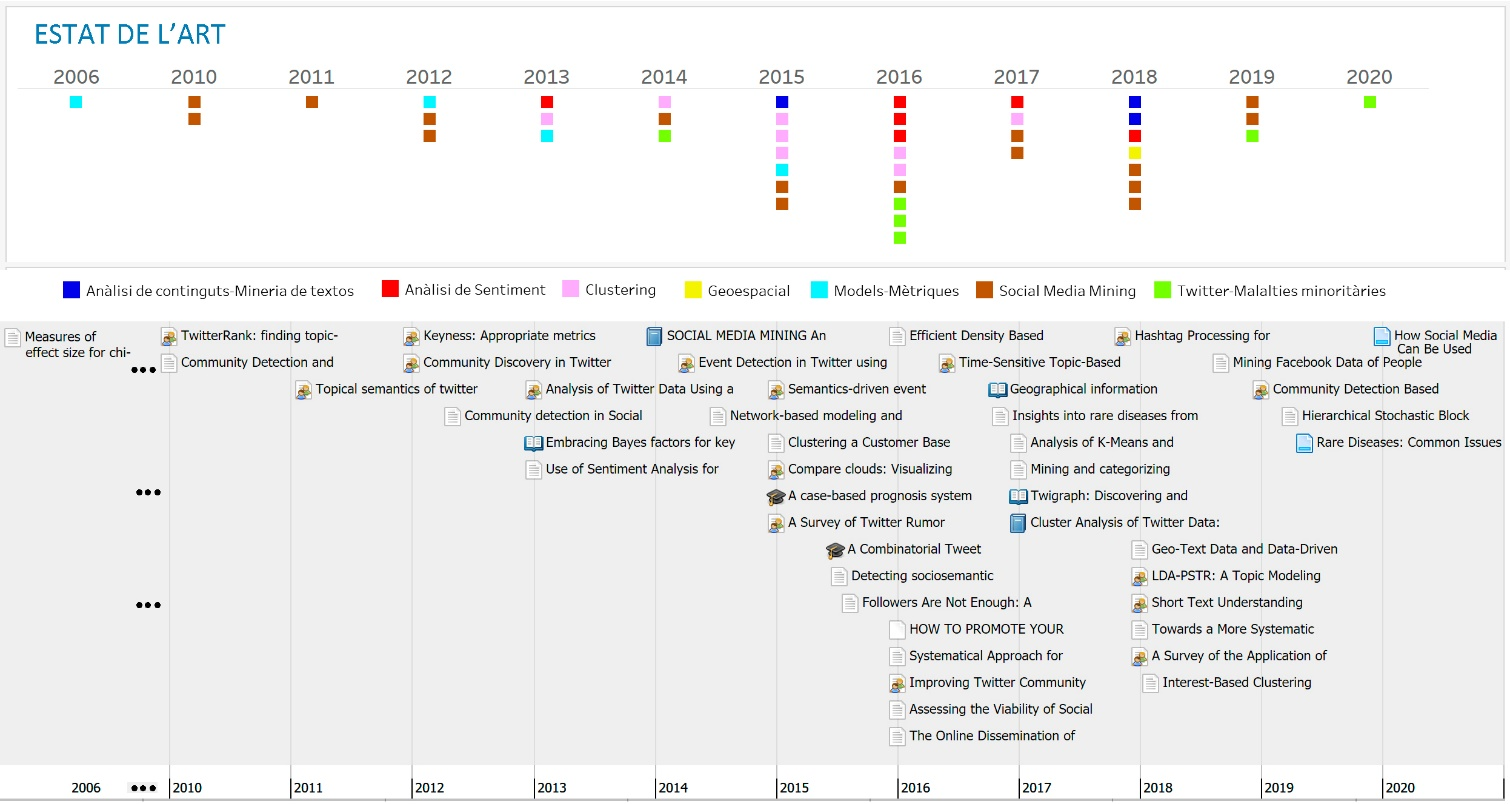 ESTAT DE L’ART
2006 2010 2011 2012 2013 2014 2015 2016 2017 2018 2019 2020
Anàlisi de continguts-Mineria de textos Anàlisi de Sentiment Clustering Geoespacial Models-Mètriques Social Media Mining Twitter-Malalties minoritàries
Measures of
effect size for chi-
TwitterRank: finding topic- Keyness: Appropriate metrics SOCIAL MEDIA MINING An Efficient Density Based Hashtag Processing for How Social Media
Can Be Used
••• Community Detection and Community Discovery in Twitter Event Detection in Twitter using Time-Sensitive Topic-Based Mining Facebook Data of People
Topical semantics of twitter Analysis of Twitter Data Using a Semantics-driven event Geographical information Community Detection Based
Community detection in Social Network-based modeling and Insights into rare diseases from Hierarchical Stochastic Block
Embracing Bayes factors for key Clustering a Customer Base Analysis of K-Means and Rare Diseases: Common Issues
Use of Sentiment Analysis for Compare clouds: Visualizing Mining and categorizing
••• A case-based prognosis system Twigraph: Discovering and
A Survey of Twitter Rumor Cluster Analysis of Twitter Data:
A Combinatorial Tweet Geo-Text Data and Data-Driven
Detecting sociosemantic LDA-PSTR: A Topic Modeling
••• Followers Are Not Enough: A Short Text Understanding
HOW TO PROMOTE YOUR Towards a More Systematic
Systematical Approach for A Survey of the Application of
Improving Twitter Community Interest-Based Clustering
Assessing the Viability of Social
The Online Dissemination of
2006 ••• 2010 2011 2012 2013 2014 2015 2016 2017 2018 2019 2020